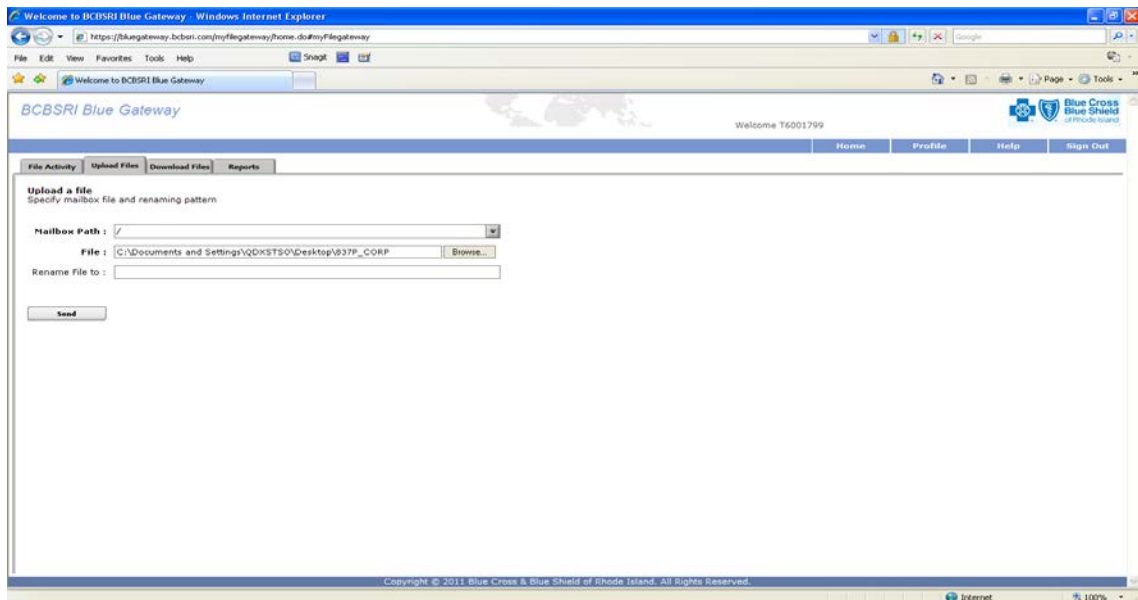 Welcome to BCBSRI Blue Gateway - Windows Internet Explorer
https://bluegateway.bcbsri.com/myfilegateway/home.do#myFilegateway
Google
File Edit View Favorites Tools Help
SnagIt
Welcome to BCBSRI Blue Gateway
Page Tools
BCBSRI Blue Gateway
Welcome T6001799
Blue Cross
Blue Shield
of Rhode Island
Home Profile Help Sign Out
File Activity Upload Files Download Files Reports
Upload a file
Specify mailbox file and renaming pattern
Mailbox Path : /
File : C:\Documents and Settings\QDXSTSO\Desktop\837P_CORP Browse...
Rename File to :
Send
Copyright © 2011 Blue Cross & Blue Shield of Rhode Island. All Rights Reserved.
Internet 100%